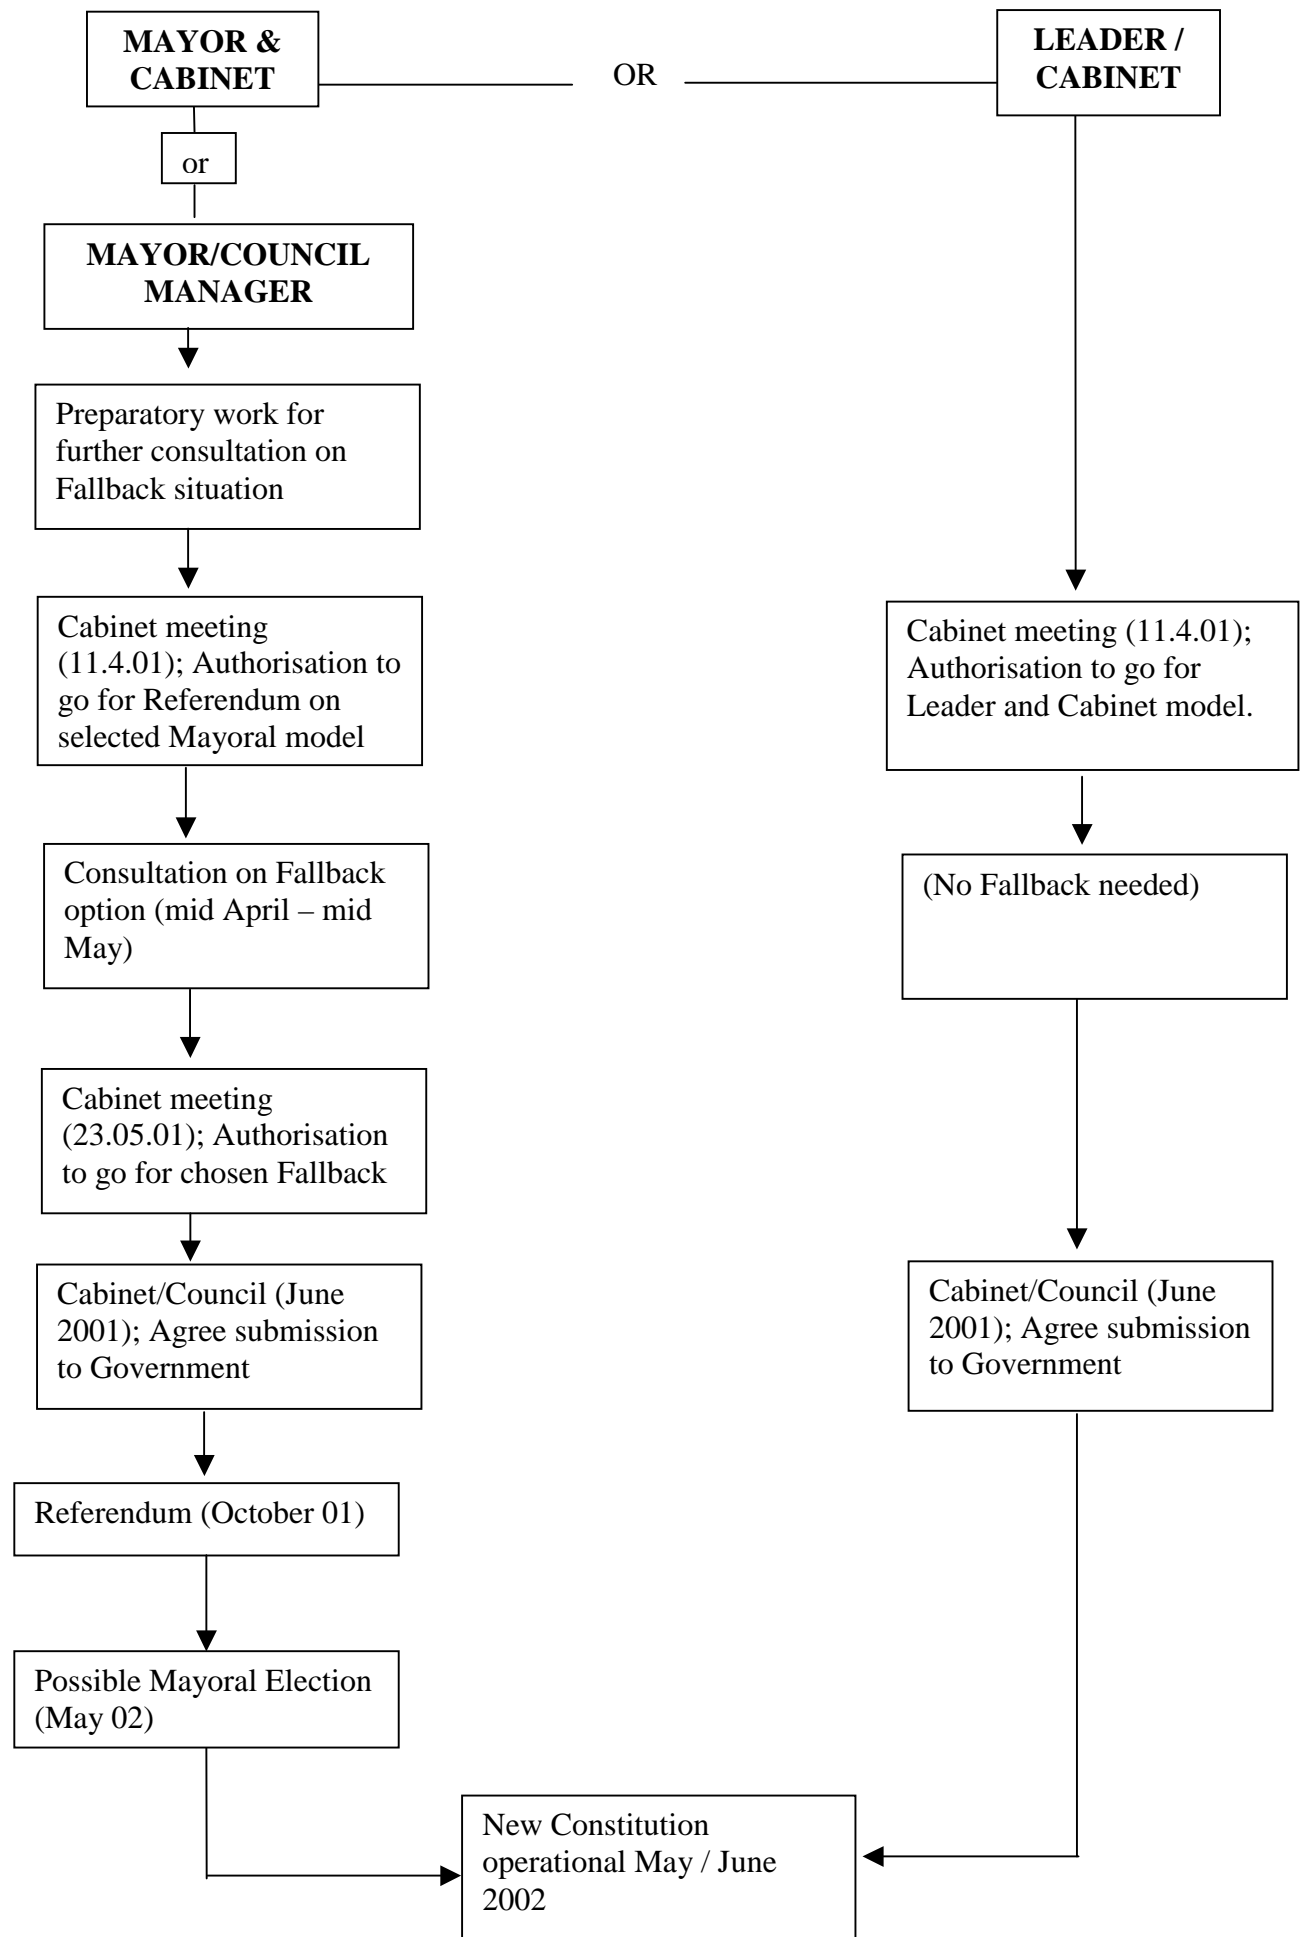 MAYOR &
CABINET
OR
LEADER /
CABINET
or
MAYOR/COUNCIL
MANAGER
Preparatory work for
further consultation on
Fallback situation
Cabinet meeting
(11.4.01); Authorisation to
go for Referendum on
selected Mayoral model
Cabinet meeting (11.4.01);
Authorisation to go for
Leader and Cabinet model.
Consultation on Fallback
option (mid April – mid
May)
(No Fallback needed)
Cabinet meeting
(23.05.01); Authorisation
to go for chosen Fallback
Cabinet/Council (June
2001); Agree submission
to Government
Cabinet/Council (June
2001); Agree submission
to Government
Referendum (October 01)
Possible Mayoral Election
(May 02)
New Constitution
operational May / June
2002